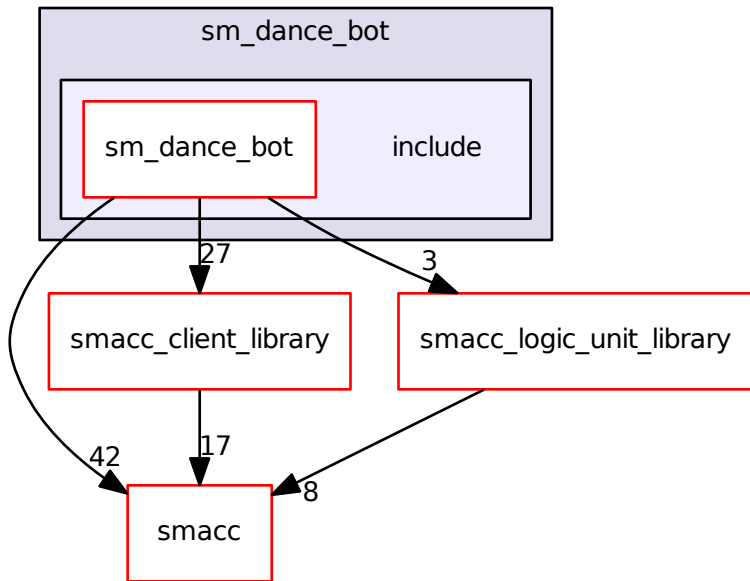 sm_dance_bot
sm_dance_bot
include
27
3
smacc_client_library
smacc_logic_unit_library
42
17
8
smacc